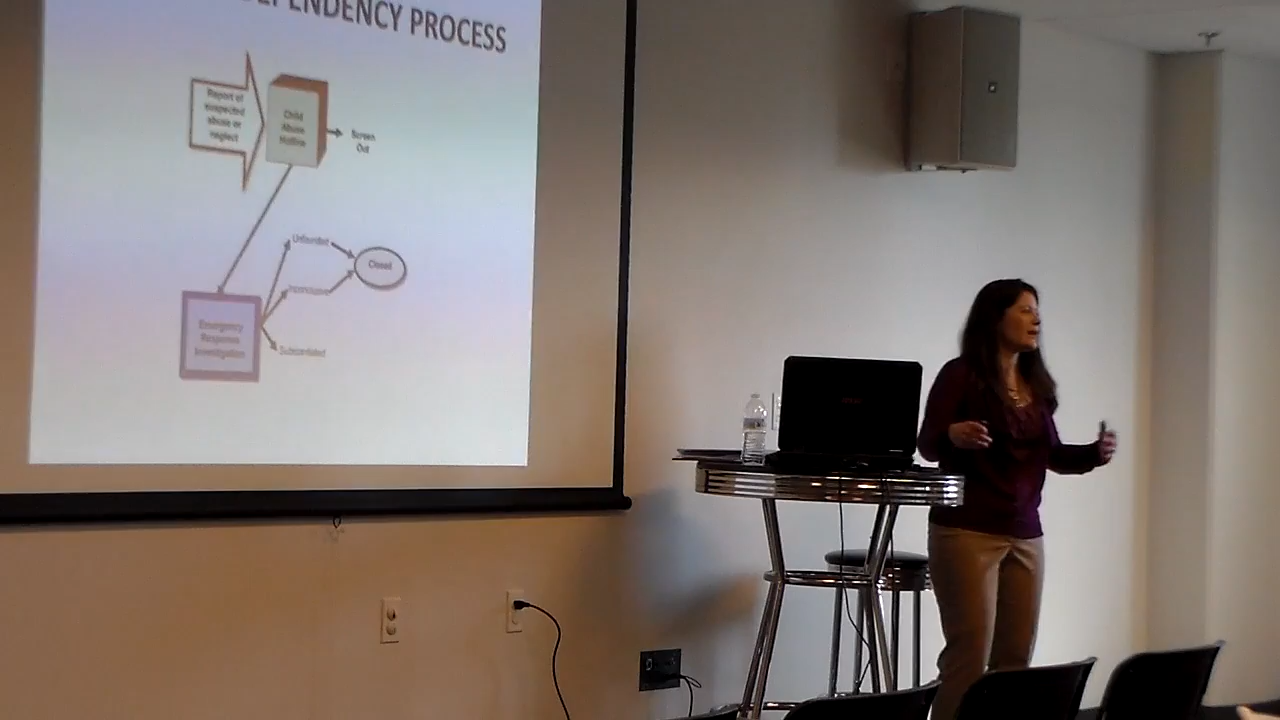 DEPENDENCY PROCESS
Report of
suspected
abuse or
neglect
Child
Abuse
Hotline
Screen
Out
Unfounded
Closed
Inconclusive
Emergency
Response
Investigation
Substantiated